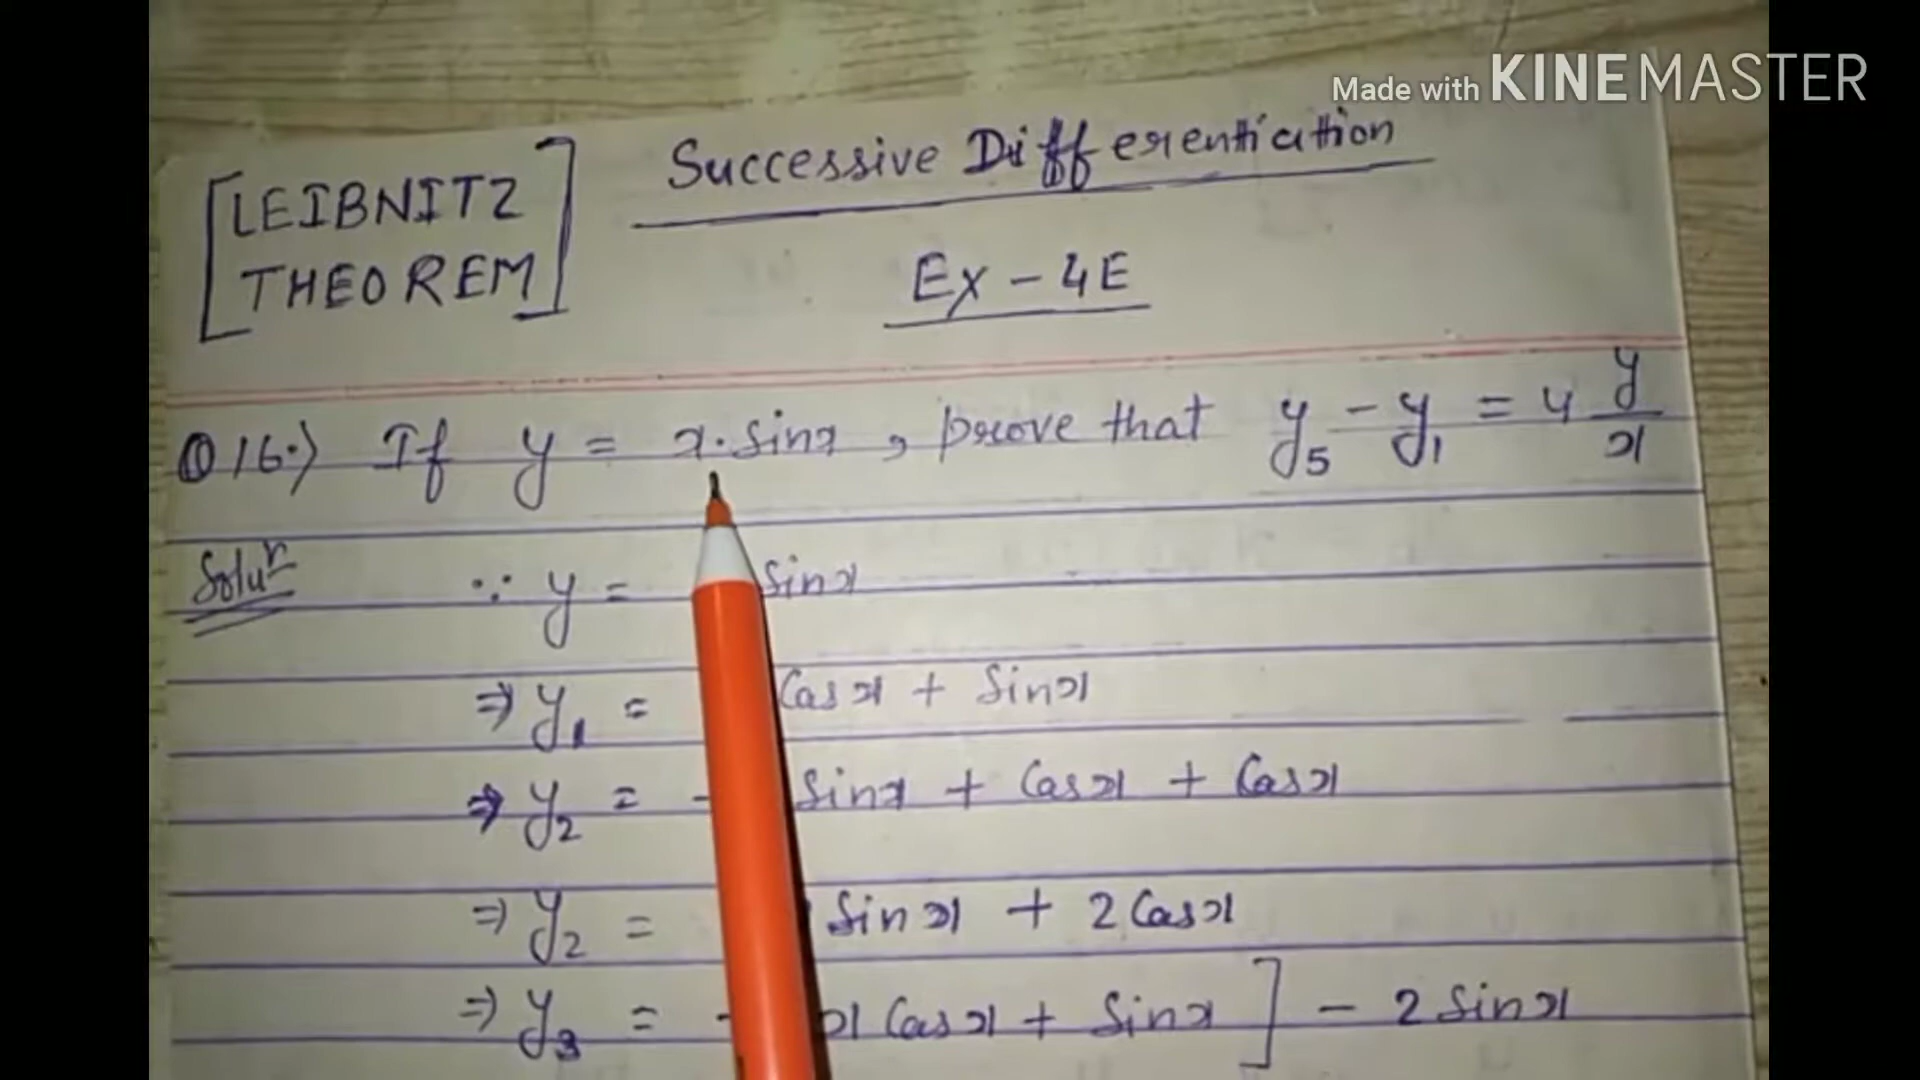 Made with KINEMASTER
[LEIBNITZ THEOREM]
Successive Differentiation
Ex - 4E
Q16.) If y = x·sinx, prove that y₅ - y₁ = 4 y/x
Soluⁿ ∵ y = sinx
⇒ y₁ = Cosx + Sinx
⇒ y₂ = - Sinx + Cosx + Cosx
⇒ y₂ = Sinx + 2Cosx
⇒ y₃ = - x Cosx + Sinx ] - 2 Sinx